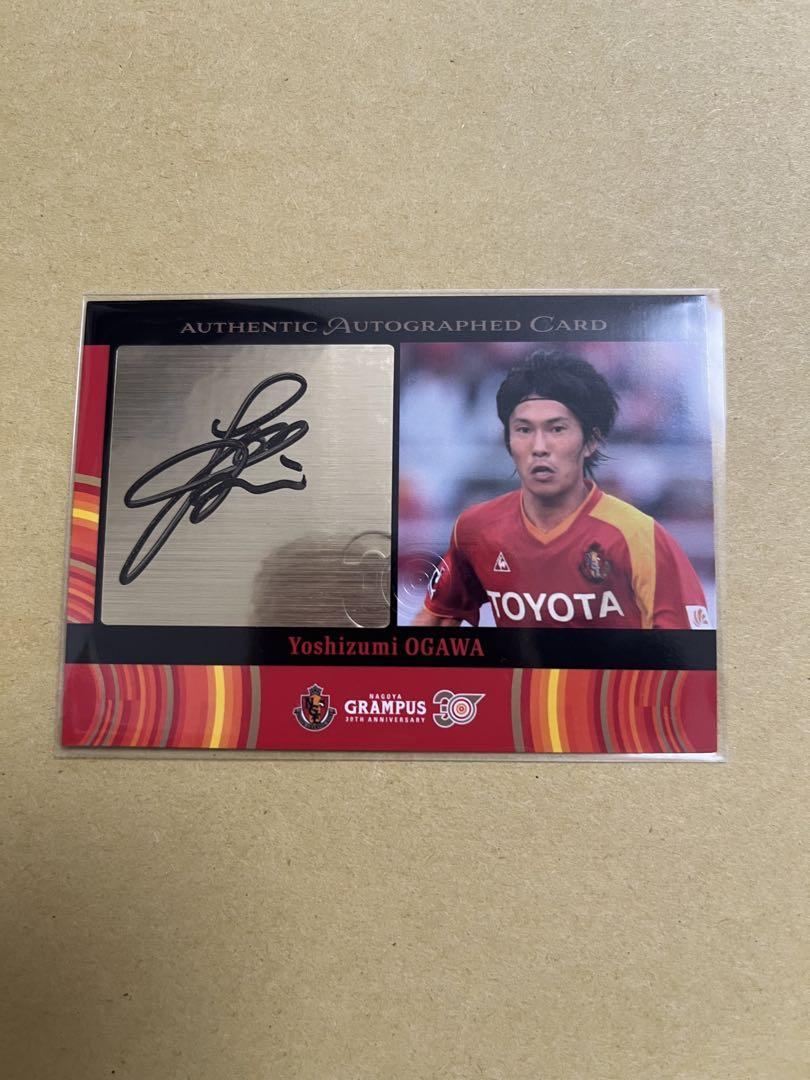 AUTHENTIC AUTOGRAPHED CARD
TOYOTA
Yoshizumi OGAWA
NAGOYA
GRAMPUS
30TH ANNIVERSARY
30